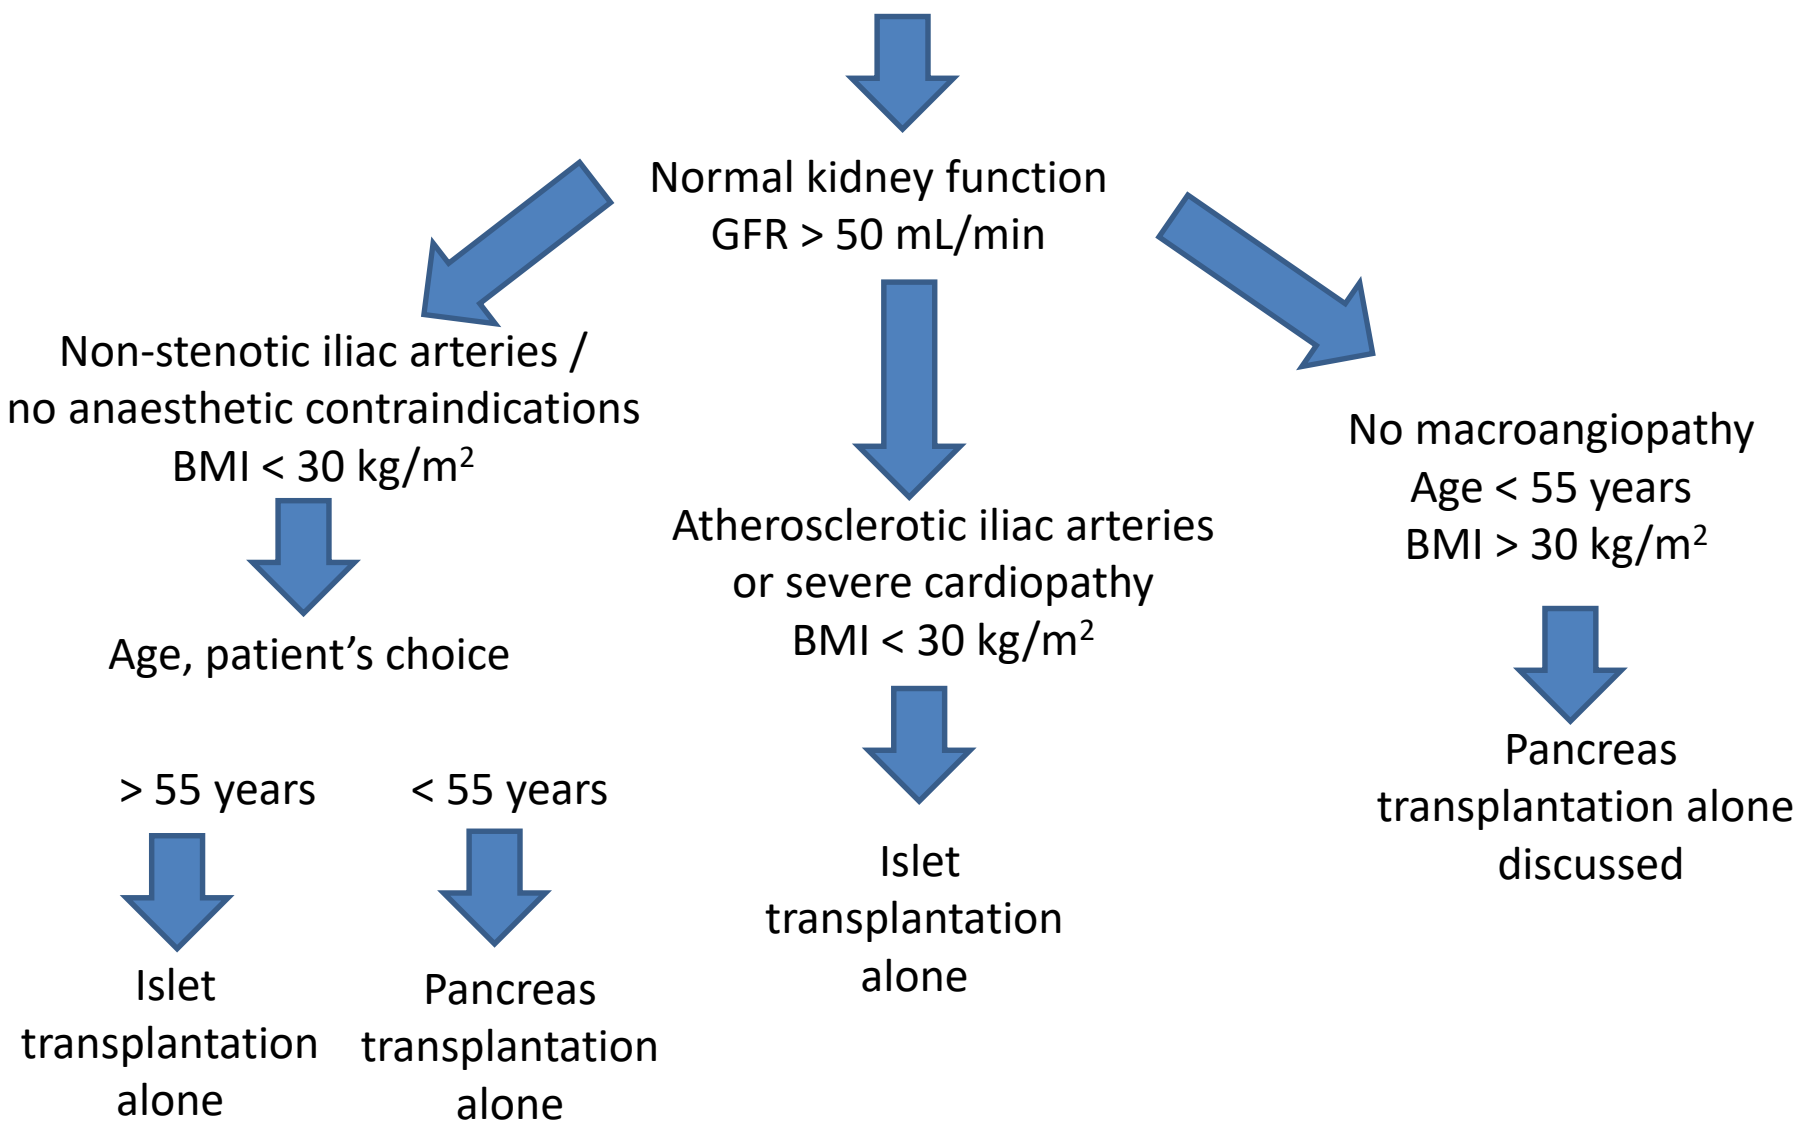 Normal kidney function
GFR > 50 mL/min
Non-stenotic iliac arteries /
no anaesthetic contraindications
BMI < 30 kg/m²
Age, patient’s choice
> 55 years
Islet
transplantation
alone
< 55 years
Pancreas
transplantation
alone
Atherosclerotic iliac arteries
or severe cardiopathy
BMI < 30 kg/m²
Islet
transplantation
alone
No macroangiopathy
Age < 55 years
BMI > 30 kg/m²
Pancreas
transplantation alone
discussed